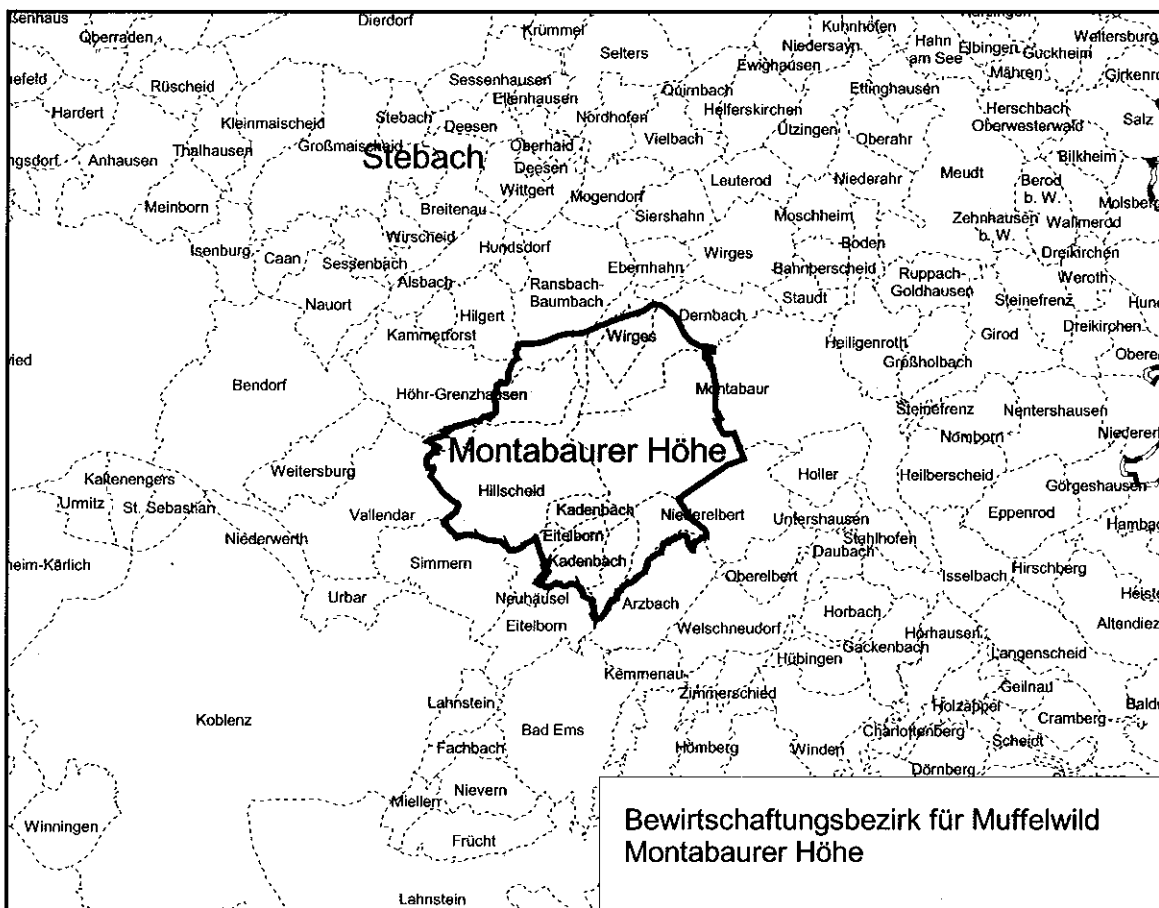 Dierdorf
Krümmel
Kuhnhöfen
Oberraden
Selters
Niedersayn
Hahn
am See
Elbingen
Guckheim
Weltersburg
Ewighausen
Mähren
Rüscheid
Sessenhausen
Ellenhausen
Quirnbach
Ettinghausen
Hardert
Kleinmaischeid
Stebach
Deesen
Nordhofen
Helferskirchen
Herschbach
Oberwesterwald
Salz
Vielbach
Ötzingen
Oberahr
Großmaischeid
Stebach
Oberhaid
Anhausen
Thalhausen
Deesen
Bilkheim
Wittgert
Mogendorf
Leuterod
Niederahr
Meudt
Berod
b. W.
Meinborn
Breitenau
Siershahn
Moschheim
Zehnhausen
b. W.
Wallmerod
Molsberg
Wirscheid
Isenburg
Caan
Sessenbach
Hundsdorf
Wirges
Boden
Dreikirchen
Alsbach
Ebernhahn
Bannberscheid
Ruppach-
Goldhausen
Weroth
Ransbach-
Baumbach
Nauort
Staudt
Steinefrenz
Hilgert
Dernbach
Kammerforst
Wirges
Heiligenroth
Girod
Dreikirchen
Großholbach
Bendorf
Höhr-Grenzhausen
Montabaur
Steinefrenz
Nentershausen
Nomborn
Montabaurer Höhe
Weitersburg
Holler
Heilberscheid
Kaltenengers
Görgeshausen
Urmitz
St. Sebastian
Hillscheid
Kadenbach
Niederelbert
Eppenrod
Vallendar
Untershausen
Niederwerth
Eitelborn
Stahlhofen
Daubach
Simmern
Kadenbach
Oberelbert
Isselbach
Hirschberg
Urbar
Neuhäusel
Arzbach
Horbach
Eitelborn
Welschneudorf
Hörhausen
Altendiez
Gackenbach
Hübingen
Langenscheid
Kemmenau
Zimmerschied
Geilnau
Lahnstein
Holzappel
Koblenz
Bad Ems
Cramberg
Charlottenberg
Fachbach
Hömberg
Winden
Scheidt
Dörnberg
Nievern
Miellen
Winningen
Frücht
Lahnstein
Bewirtschaftungsbezirk für Muffelwild
Montabaurer Höhe